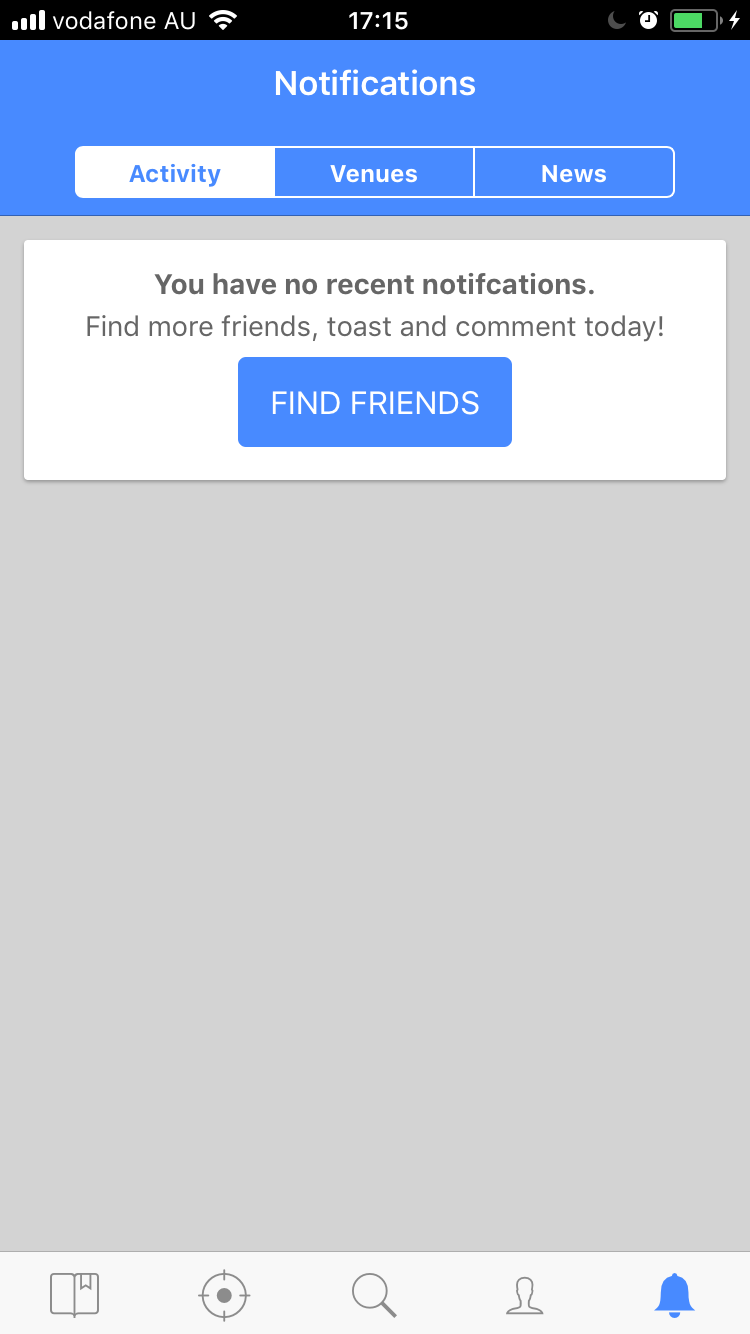 vodafone AU 17:15
Notifications
Activity Venues News
You have no recent notifcations.
Find more friends, toast and comment today!
FIND FRIENDS